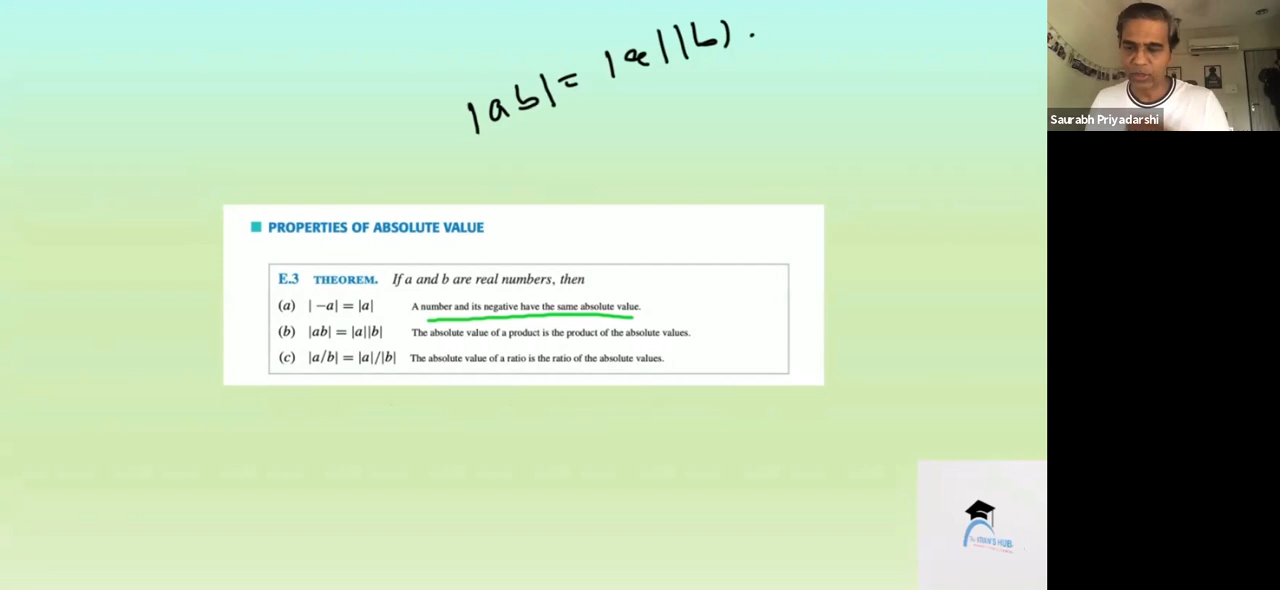 |ab| = |a||b|.
Saurabh Priyadarshi
PROPERTIES OF ABSOLUTE VALUE
E.3 THEOREM. If a and b are real numbers, then
(a) |−a| = |a| A number and its negative have the same absolute value.
(b) |ab| = |a||b| The absolute value of a product is the product of the absolute values.
(c) |a/b| = |a|/|b| The absolute value of a ratio is the ratio of the absolute values.
HUB